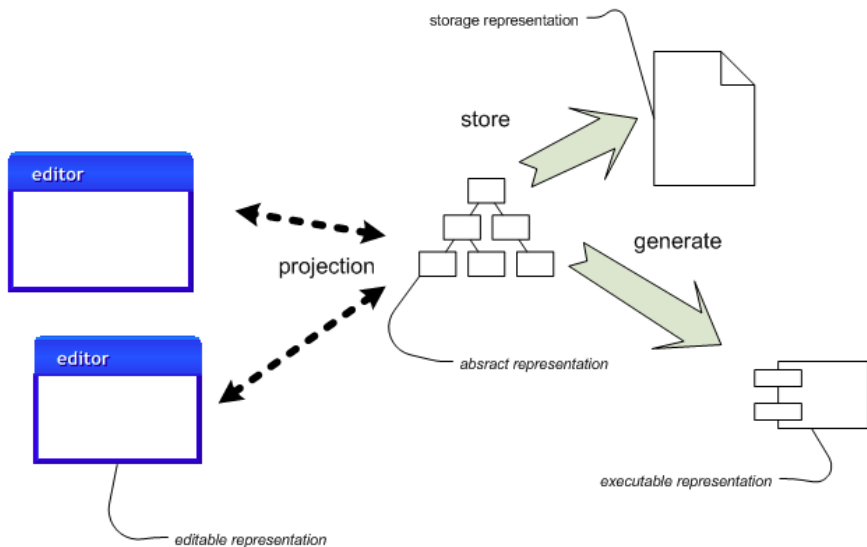 storage representation
store
editor
generate
projection
editor
absract representation
executable representation
editable representation